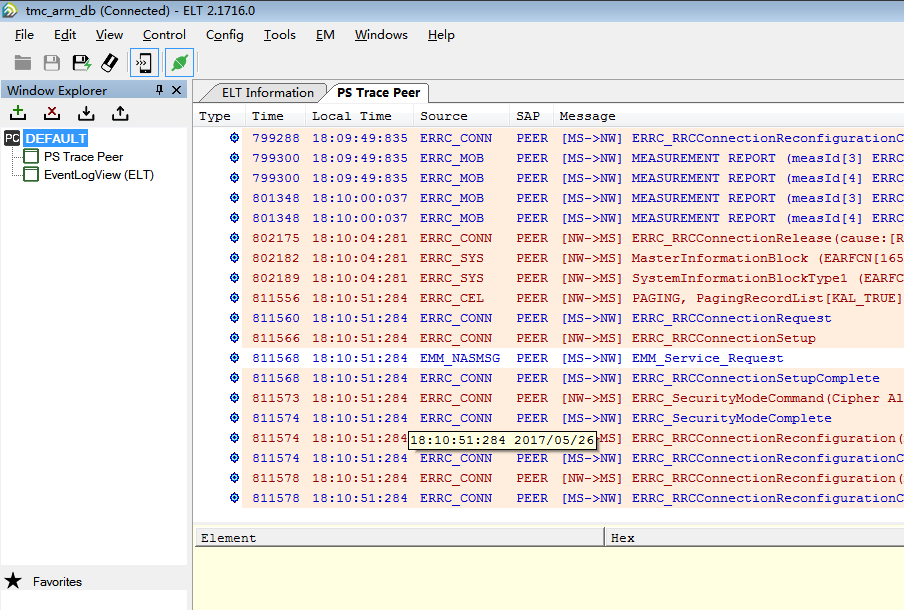 tmc_arm_db (Connected) - ELT 2.1716.0
File Edit View Control Config Tools EM Windows Help
Window Explorer
ELT Information PS Trace Peer
Type Time Local Time Source SAP Message
PC DEFAULT
PS Trace Peer
EventLogView (ELT)
799288 18:09:49:835 ERRC_CONN PEER [MS->NW] ERRC_RRCConnectionReconfigurationC
799300 18:09:49:835 ERRC_MOB PEER [MS->NW] MEASUREMENT REPORT (measId[3] ERRC
799300 18:09:49:835 ERRC_MOB PEER [MS->NW] MEASUREMENT REPORT (measId[4] ERRC
801348 18:10:00:037 ERRC_MOB PEER [MS->NW] MEASUREMENT REPORT (measId[3] ERRC
801348 18:10:00:037 ERRC_MOB PEER [MS->NW] MEASUREMENT REPORT (measId[4] ERRC
802175 18:10:04:281 ERRC_CONN PEER [NW->MS] ERRC_RRCConnectionRelease(cause:[R
802182 18:10:04:281 ERRC_SYS PEER [NW->MS] MasterInformationBlock (EARFCN[165
802189 18:10:04:281 ERRC_SYS PEER [NW->MS] SystemInformationBlockType1 (EARFC
811556 18:10:51:284 ERRC_CEL PEER [NW->MS] PAGING, PagingRecordList[KAL_TRUE]
811560 18:10:51:284 ERRC_CONN PEER [MS->NW] ERRC_RRCConnectionRequest
811566 18:10:51:284 ERRC_CONN PEER [NW->MS] ERRC_RRCConnectionSetup
811568 18:10:51:284 EMM_NASMSG PEER [MS->NW] EMM_Service_Request
811568 18:10:51:284 ERRC_CONN PEER [MS->NW] ERRC_RRCConnectionSetupComplete
811573 18:10:51:284 ERRC_CONN PEER [NW->MS] ERRC_SecurityModeCommand(Cipher Al
811574 18:10:51:284 ERRC_CONN PEER [MS->NW] ERRC_SecurityModeComplete
811574 18:10:51:284 18:10:51:284 2017/05/26 ->MS] ERRC_RRCConnectionReconfiguration(
811574 18:10:51:284 ERRC_CONN PEER [MS->NW] ERRC_RRCConnectionReconfigurationC
811578 18:10:51:284 ERRC_CONN PEER [NW->MS] ERRC_RRCConnectionReconfiguration(
811578 18:10:51:284 ERRC_CONN PEER [MS->NW] ERRC_RRCConnectionReconfigurationC
Element Hex
Favorites